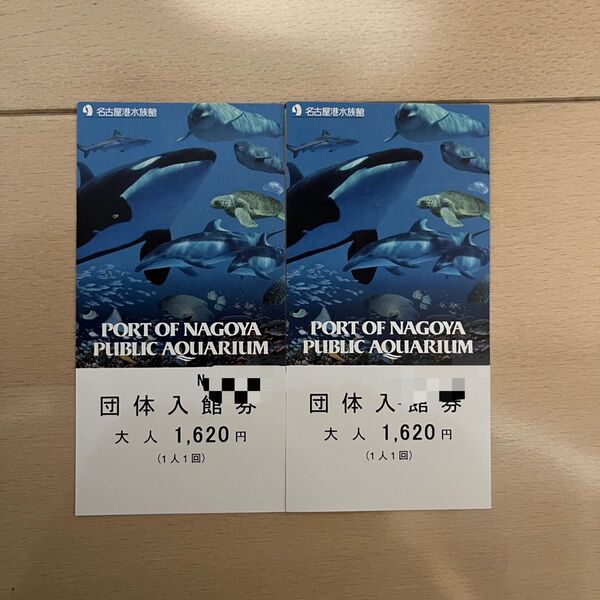 名古屋港水族館
PORT OF NAGOYA
PUBLIC AQUARIUM
N
団体入館券
大人 1,620円
(1人1回)
名古屋港水族館
PORT OF NAGOYA
PUBLIC AQUARIUM
団体入館券
大人 1,620円
(1人1回)